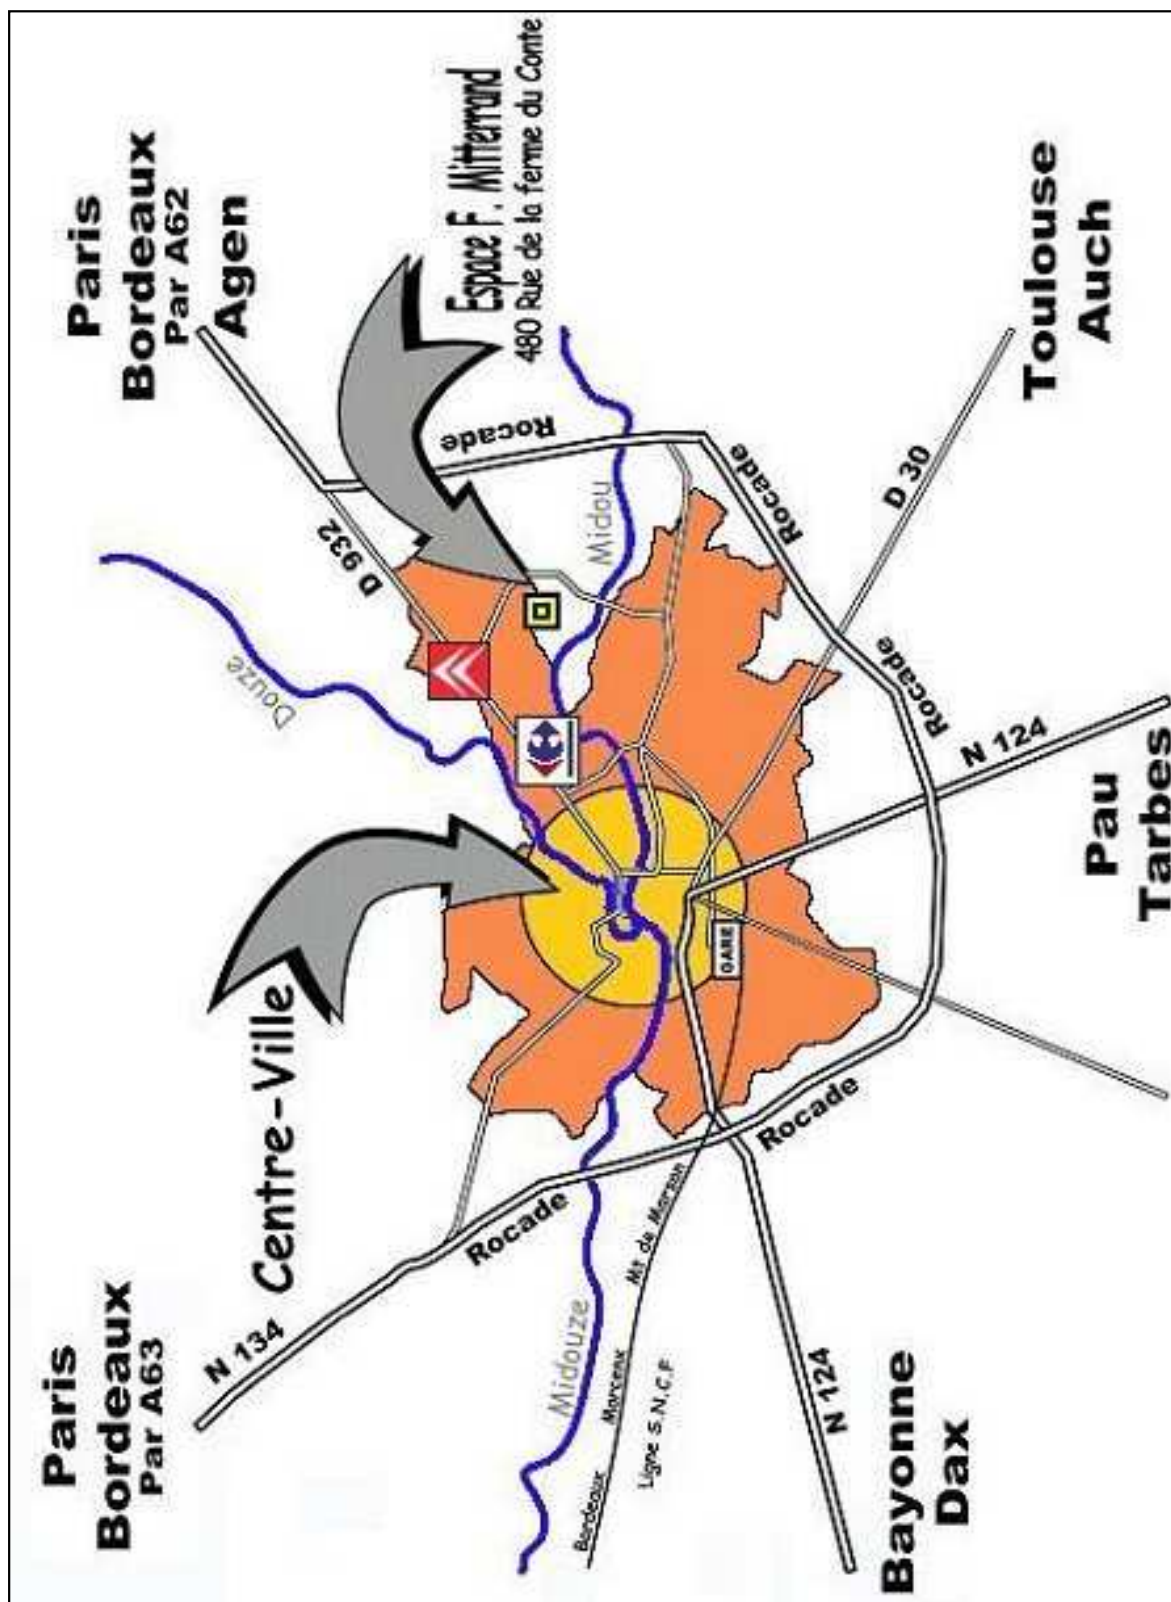 Paris
Bordeaux
Par A63
Paris
Bordeaux
Par A62
Agen
N 134
Centre-Ville
Espace F. Mitterrand
480 Rue de la ferme du Conte
Douze
D 932
Rocade
Midou
Rocade
Midouze
Bordeaux
Morcenx
Mt de Marsan
Ligne S.N.C.F
GARE
Rocade
Rocade
Rocade
D 30
N 124
N 124
Bayonne
Dax
Pau
Tarbes
Toulouse
Auch